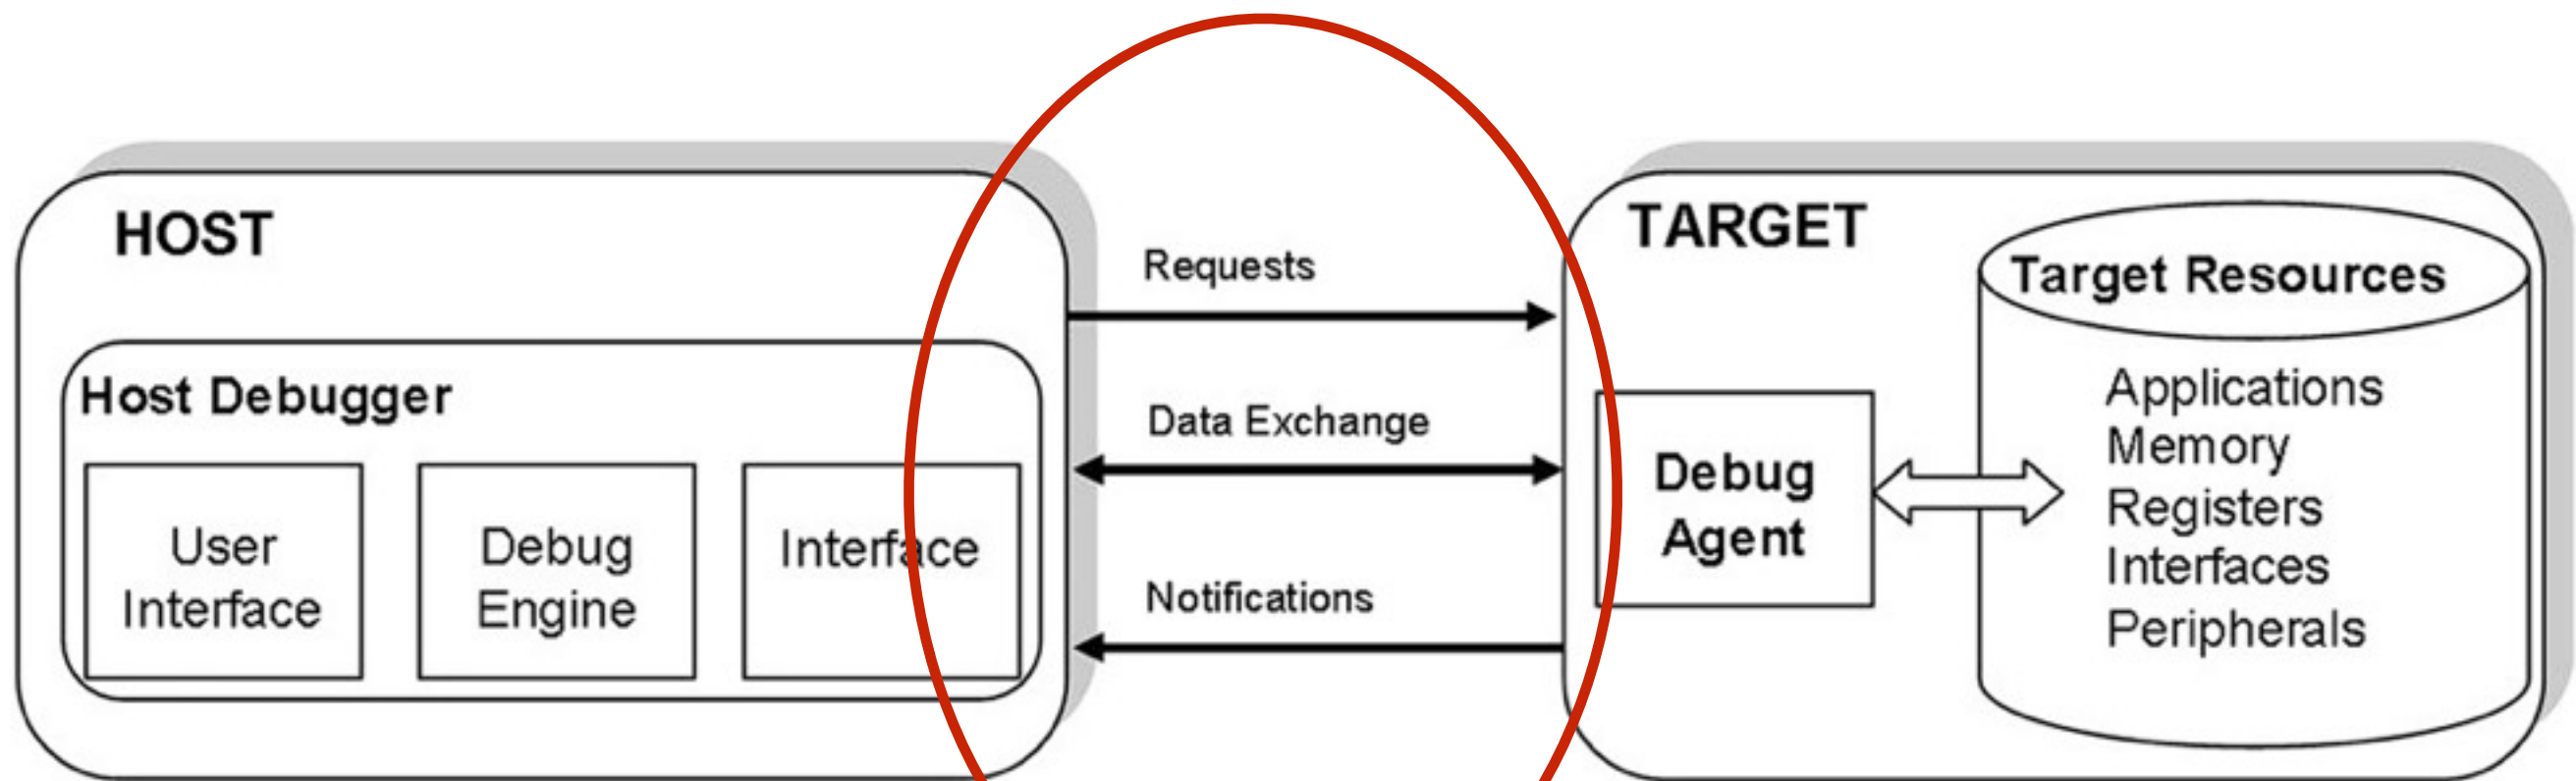 HOST
Host Debugger
User
Interface
Debug
Engine
Interface
Requests
Data Exchange
Notifications
TARGET
Debug
Agent
Target Resources
Applications
Memory
Registers
Interfaces
Peripherals